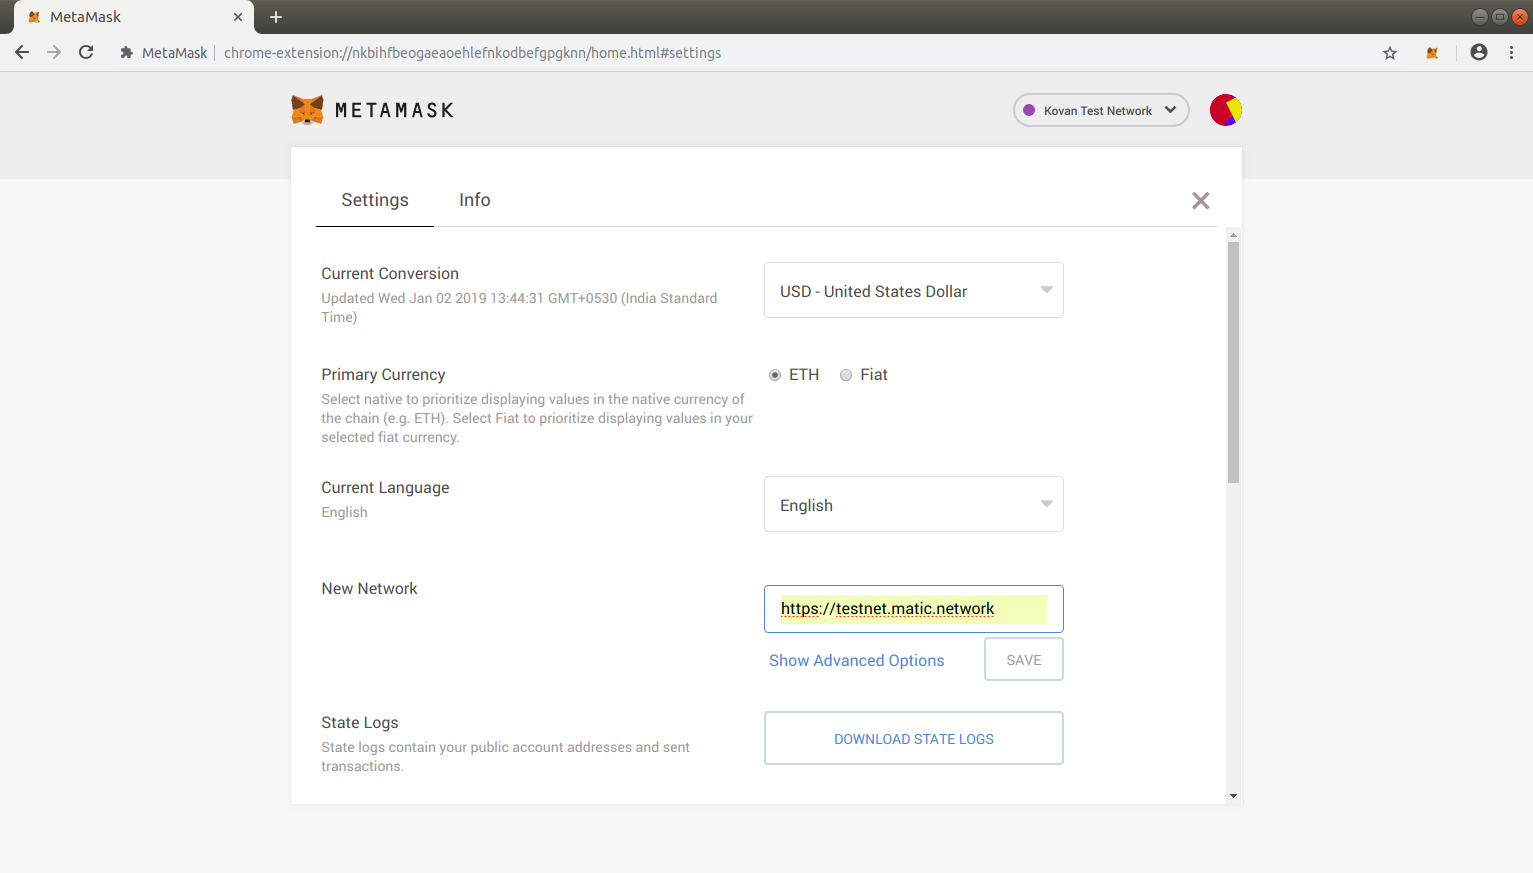 MetaMask
MetaMask
chrome-extension://nkbihfbeogaeaoehlefnkodbefgpgknn/home.html#settings
METAMASK
Kovan Test Network
Settings
Info
Current Conversion
Updated Wed Jan 02 2019 13:44:31 GMT+0530 (India Standard
Time)
USD - United States Dollar
Primary Currency
Select native to prioritize displaying values in the native currency of
the chain (e.g. ETH). Select Fiat to prioritize displaying values in your
selected fiat currency.
ETH
Fiat
Current Language
English
English
New Network
https://testnet.matic.network
Show Advanced Options
SAVE
State Logs
State logs contain your public account addresses and sent
transactions.
DOWNLOAD STATE LOGS